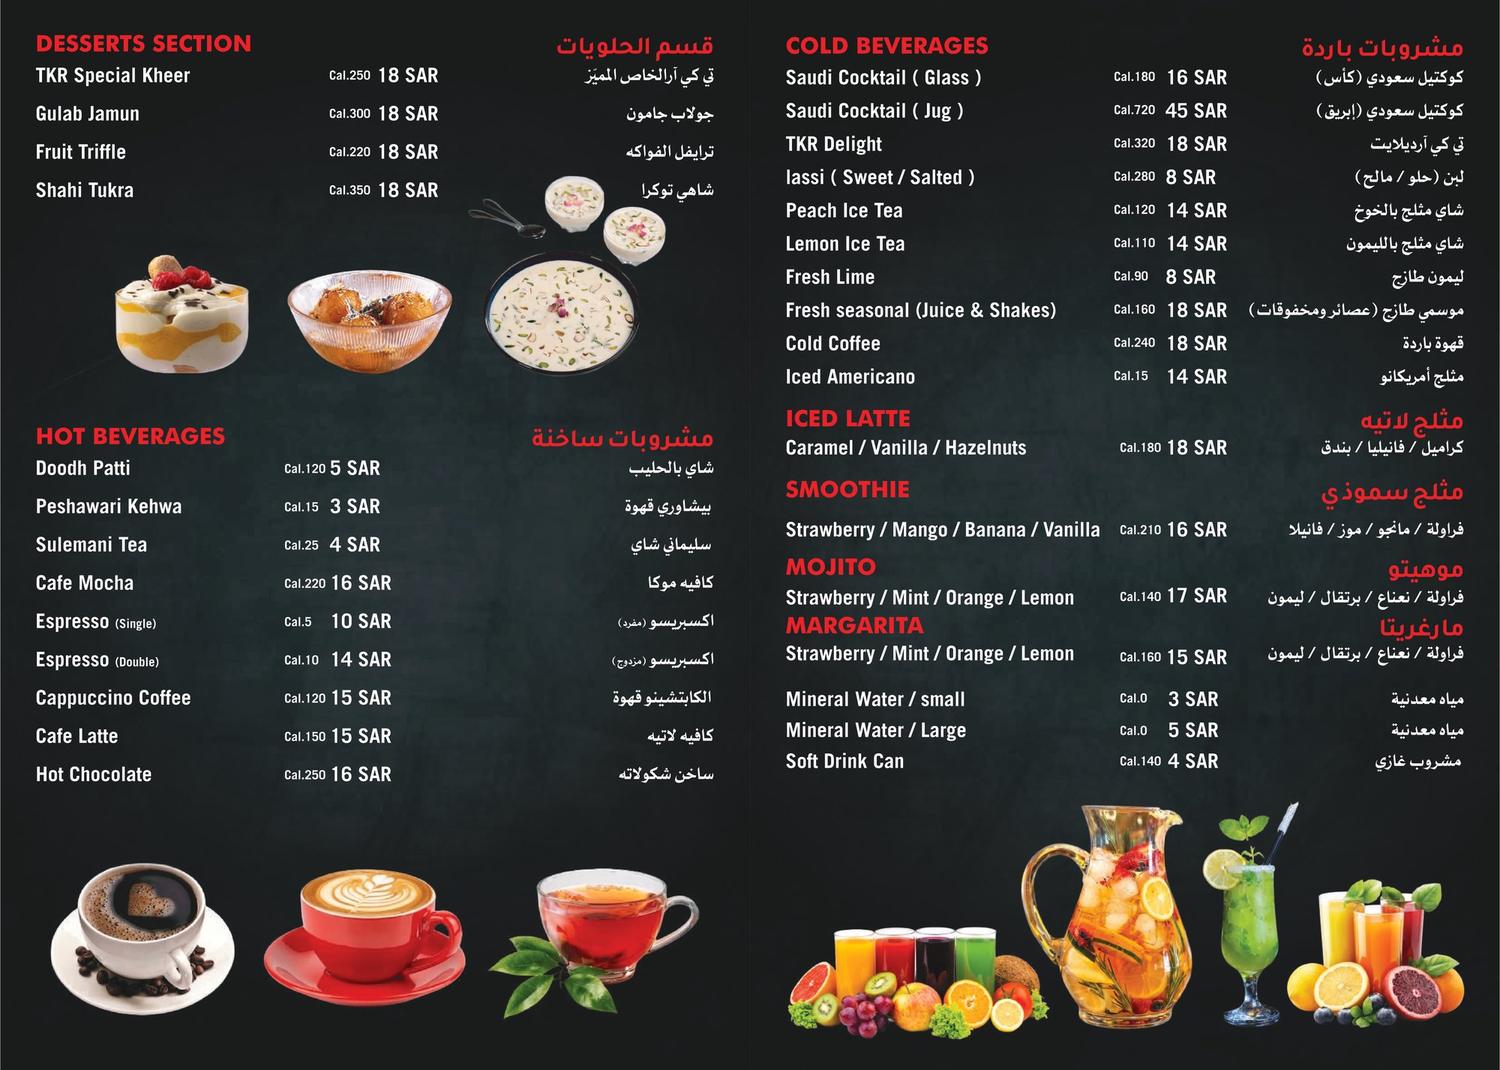 DESSERTS SECTION قسم الحلويات
TKR Special Kheer Cal.250 18 SAR تي كي آرالخاص المميّز
Gulab Jamun Cal.300 18 SAR جولاب جامون
Fruit Triffle Cal.220 18 SAR ترايفل الفواكه
Shahi Tukra Cal.350 18 SAR شاهي توكرا
HOT BEVERAGES مشروبات ساخنة
Doodh Patti Cal.120 5 SAR شاي بالحليب
Peshawari Kehwa Cal.15 3 SAR بيشاوري قهوة
Sulemani Tea Cal.25 4 SAR سليماني شاي
Cafe Mocha Cal.220 16 SAR كافيه موكا
Espresso (Single) Cal.5 10 SAR اكسبريسو (مفرد)
Espresso (Double) Cal.10 14 SAR اكسبريسو (مزدوج)
Cappuccino Coffee Cal.120 15 SAR الكابتشينو قهوة
Cafe Latte Cal.150 15 SAR كافيه لاتيه
Hot Chocolate Cal.250 16 SAR ساخن شكولاته
COLD BEVERAGES مشروبات باردة
Saudi Cocktail ( Glass ) Cal.180 16 SAR كوكتيل سعودي (كأس)
Saudi Cocktail ( Jug ) Cal.720 45 SAR كوكتيل سعودي (إبريق)
TKR Delight Cal.320 18 SAR تي كي آرديلايت
lassi ( Sweet / Salted ) Cal.280 8 SAR لبن (حلو / مالح)
Peach Ice Tea Cal.120 14 SAR شاي مثلج بالخوخ
Lemon Ice Tea Cal.110 14 SAR شاي مثلج بالليمون
Fresh Lime Cal.90 8 SAR ليمون طازج
Fresh seasonal (Juice & Shakes) Cal.160 18 SAR موسمي طازج (عصائر ومخفوقات)
Cold Coffee Cal.240 18 SAR قهوة باردة
Iced Americano Cal.15 14 SAR مثلج أمريكانو
ICED LATTE مثلج لاتيه
Caramel / Vanilla / Hazelnuts Cal.180 18 SAR كراميل / فانيليا / بندق
SMOOTHIE مثلج سموذي
Strawberry / Mango / Banana / Vanilla Cal.210 16 SAR فراولة / مانجو / موز / فانيلا
MOJITO موهيتو
Strawberry / Mint / Orange / Lemon Cal.140 17 SAR فراولة / نعناع / برتقال / ليمون
MARGARITA مارغريتا
Strawberry / Mint / Orange / Lemon Cal.160 15 SAR فراولة / نعناع / برتقال / ليمون
Mineral Water / small Cal.0 3 SAR مياه معدنية
Mineral Water / Large Cal.0 5 SAR مياه معدنية
Soft Drink Can Cal.140 4 SAR مشروب غازي